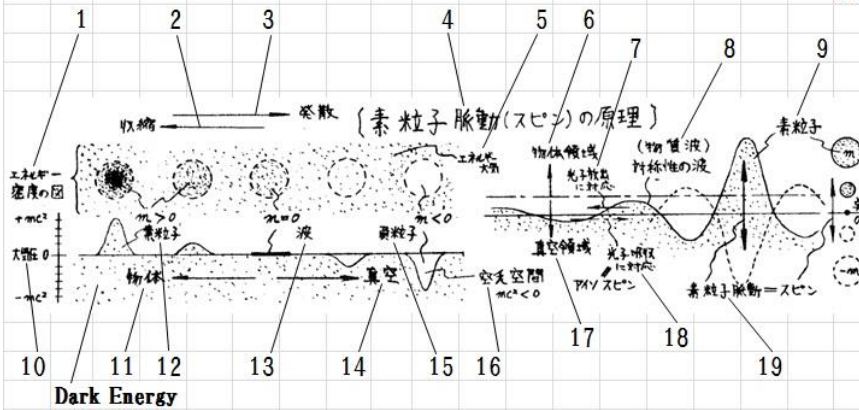 1 2 3 4 5 6 7 8 9
収縮 発散
{素粒子脈動(スピン)の原理}
エネルギー
密度の図
エネルギー
大気
m>0
m=0
m<0
+mc²
大気圧 0
-mc²
素粒子
波
物体
真空
空孔空間
mc²<0
物体領域
光子放出
に対応
(物質波)
対称性の波
素粒子
m
真空領域
光子吸収
に対応
アイソスピン
素粒子脈動=スピン
-m
10 11 12 13 14 15 16 17 18 19
Dark Energy